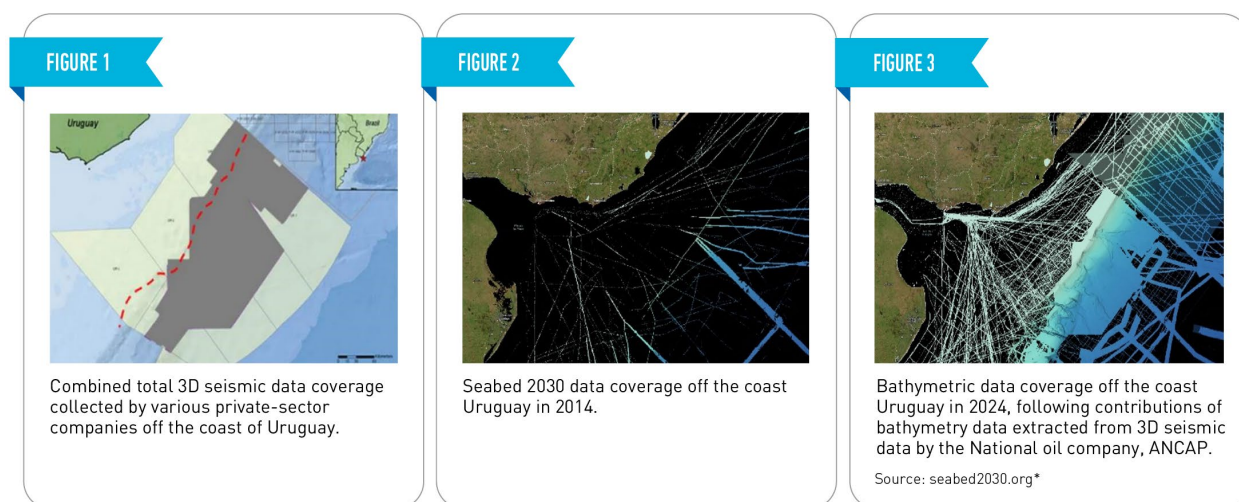 FIGURE 1
FIGURE 2
FIGURE 3
Uruguay
Brazil
Combined total 3D seismic data coverage
collected by various private-sector
companies off the coast of Uruguay.
Seabed 2030 data coverage off the coast
Uruguay in 2014.
Bathymetric data coverage off the coast
Uruguay in 2024, following contributions of
bathymetry data extracted from 3D seismic
data by the National oil company, ANCAP.
Source: seabed2030.org*